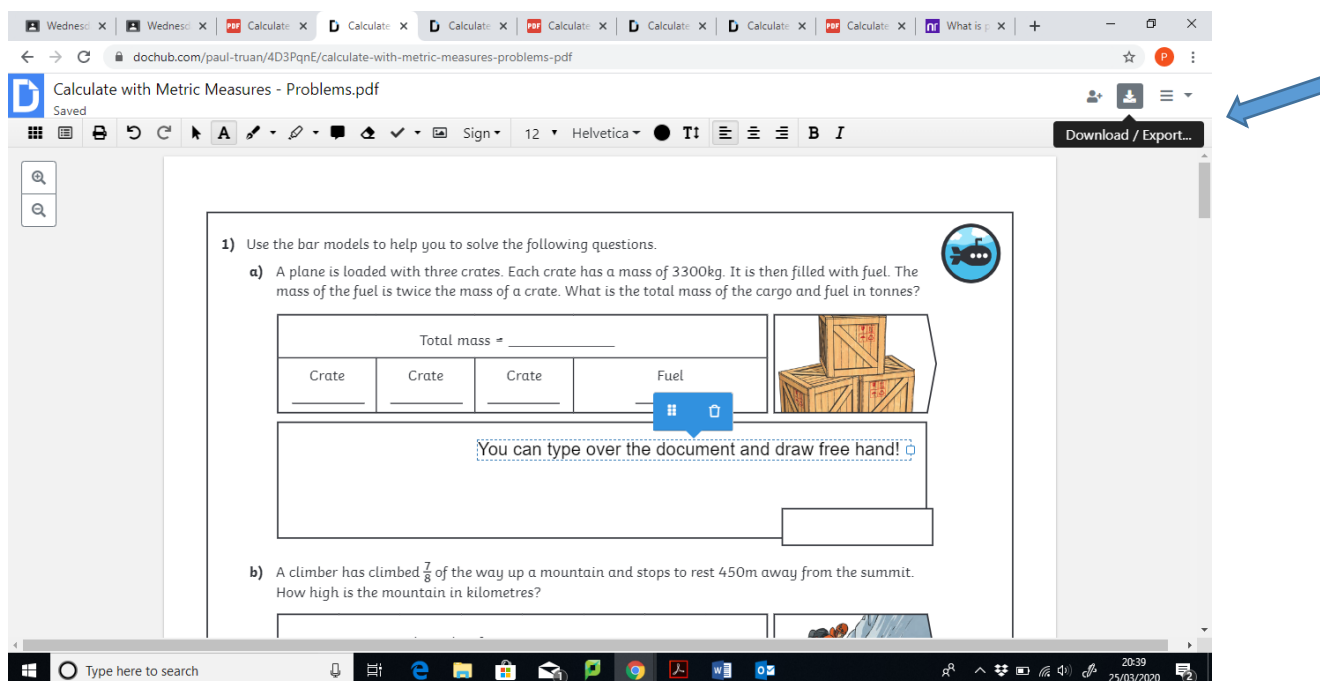 Wednesd
Wednesd
PDF Calculate
Calculate
Calculate
PDF Calculate
Calculate
Calculate
PDF Calculate
nr What is p
dochub.com/paul-truan/4D3PqnE/calculate-with-metric-measures-problems-pdf
P
Calculate with Metric Measures - Problems.pdf
Saved
A
Sign
12
Helvetica
B I
Download / Export...
1) Use the bar models to help you to solve the following questions.
a) A plane is loaded with three crates. Each crate has a mass of 3300kg. It is then filled with fuel. The
mass of the fuel is twice the mass of a crate. What is the total mass of the cargo and fuel in tonnes?
Total mass = ____________
Crate
Crate
Crate
Fuel
You can type over the document and draw free hand!
b) A climber has climbed 7/8 of the way up a mountain and stops to rest 450m away from the summit.
How high is the mountain in kilometres?
Type here to search
20:39
25/03/2020
2